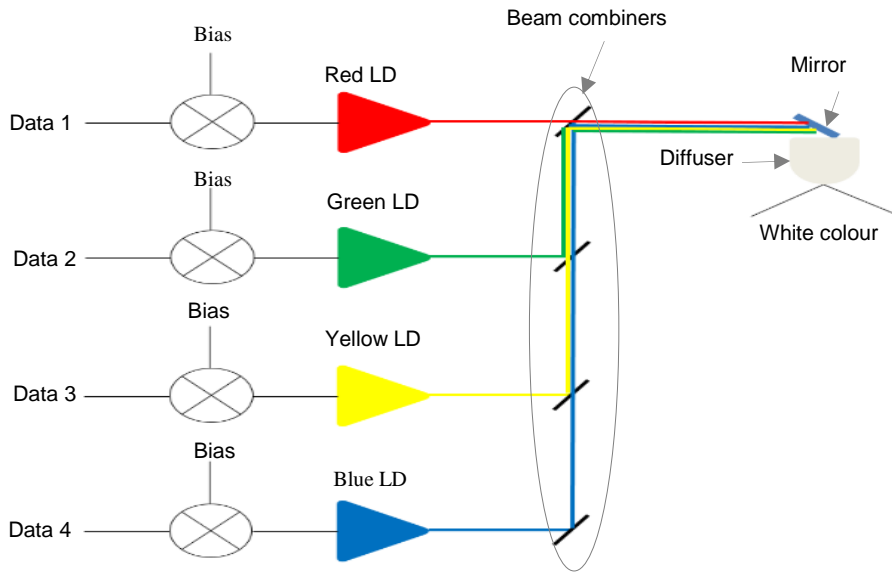 Beam combiners
Bias
Red LD
Mirror
Data 1
Bias
Diffuser
Green LD
White colour
Data 2
Bias
Yellow LD
Data 3
Bias
Blue LD
Data 4